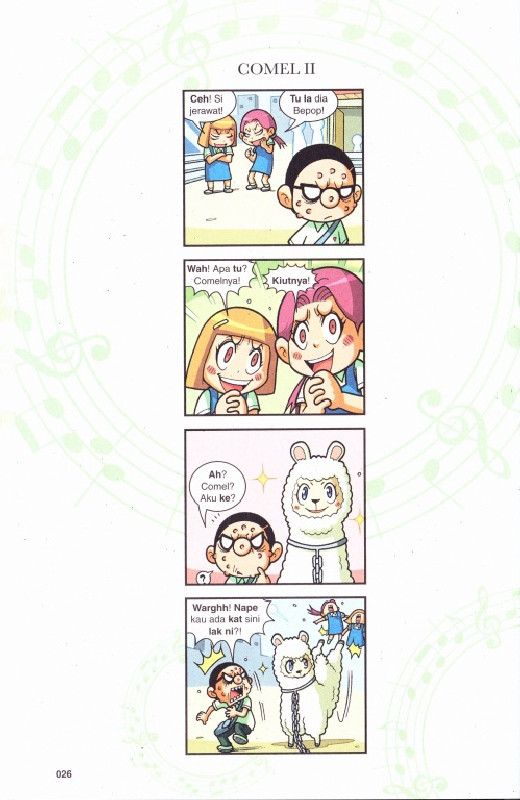 COMEL II
Ceh! Si
jerawat!
Tu la dia
Bepop!
Wah! Apa tu?
Comelnya!
Kiutnya!
Ah?
Comel?
Aku ke?
?
Warghh! Nape
kau ada kat sini
lak ni?!
026